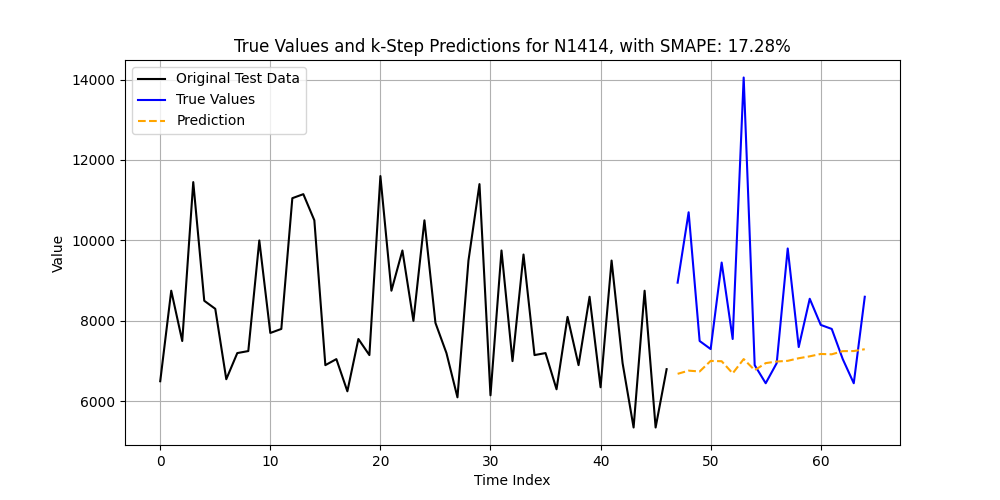 True Values and k-Step Predictions for N1414, with SMAPE: 17.28%
Original Test Data
True Values
Prediction
Value
14000
12000
10000
8000
6000
0 10 20 30 40 50 60
Time Index